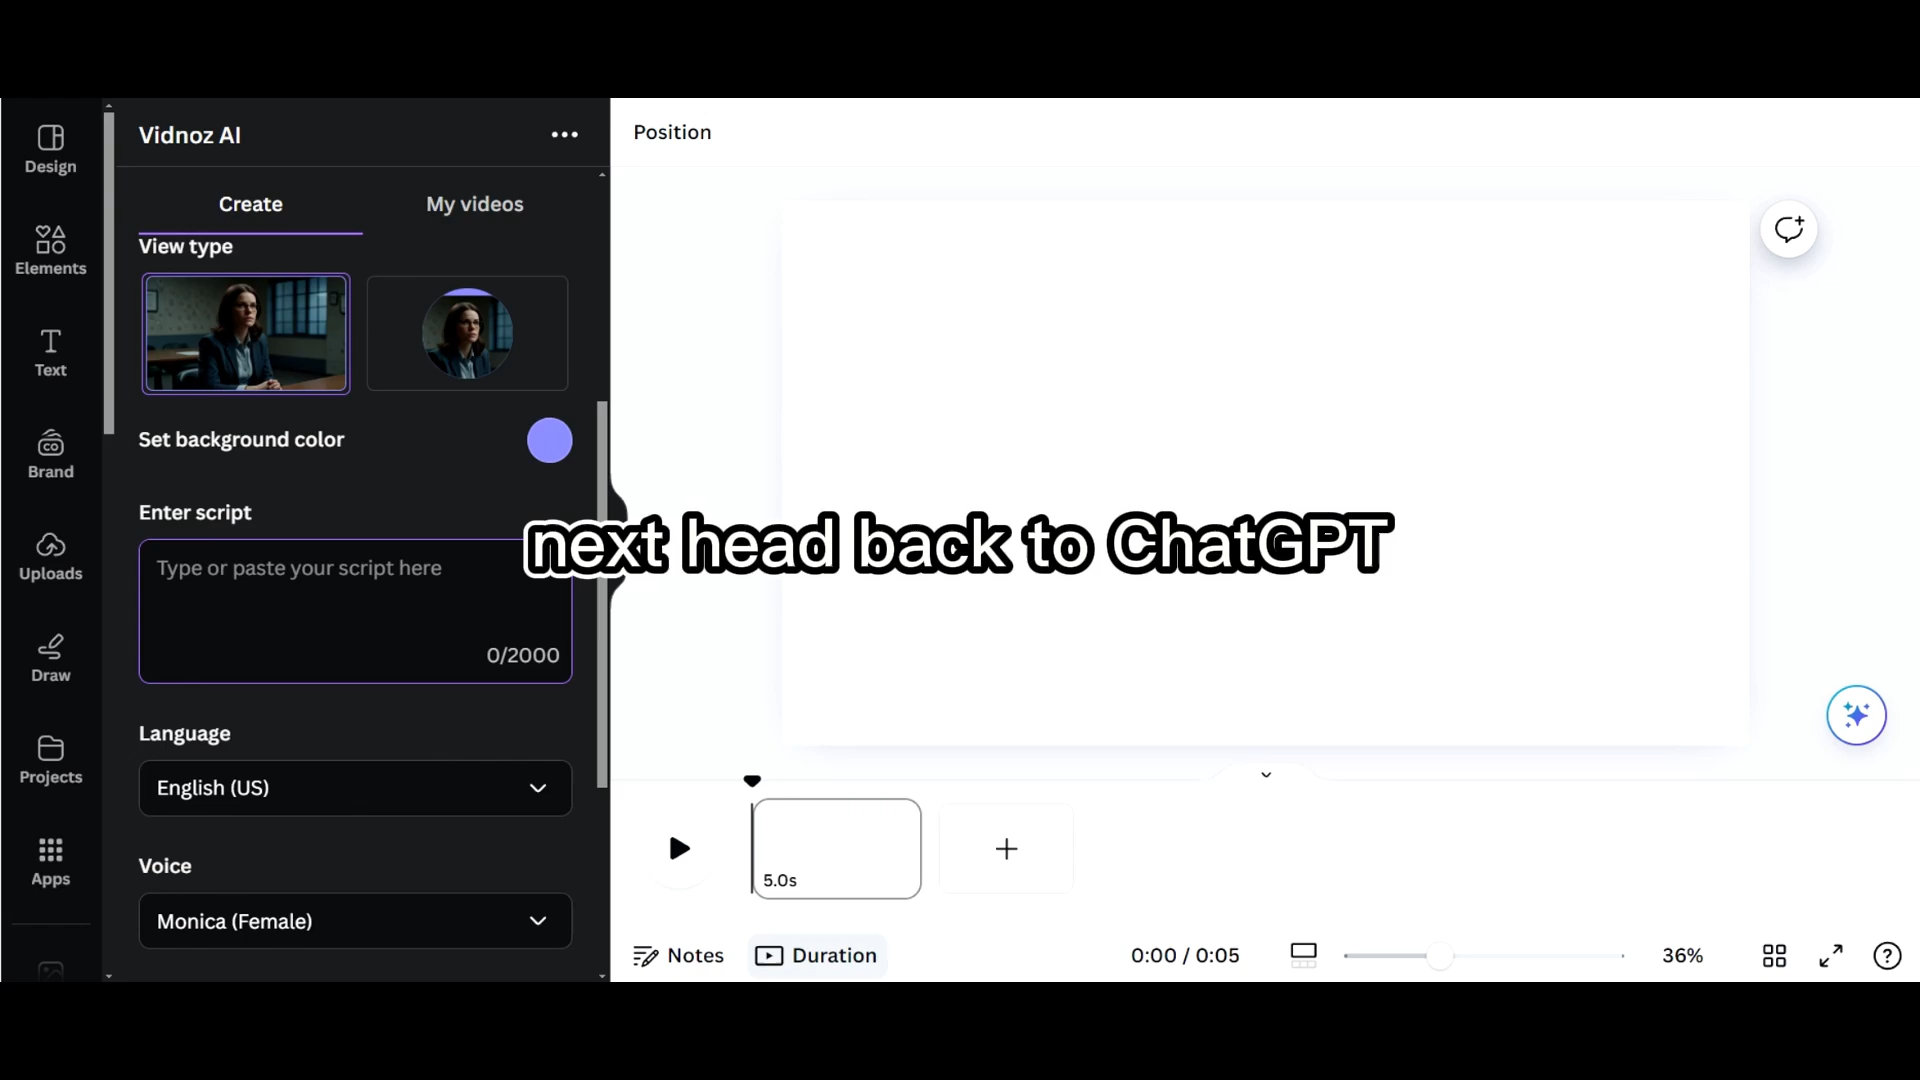 Design
Elements
Text
Brand
Uploads
Draw
Projects
Apps
Vidnoz AI
Create
My videos
View type
Set background color
Enter script
Type or paste your script here
0/2000
Language
English (US)
Voice
Monica (Female)
Position
next head back to ChatGPT
5.0s
Notes
Duration
0:00 / 0:05
36%